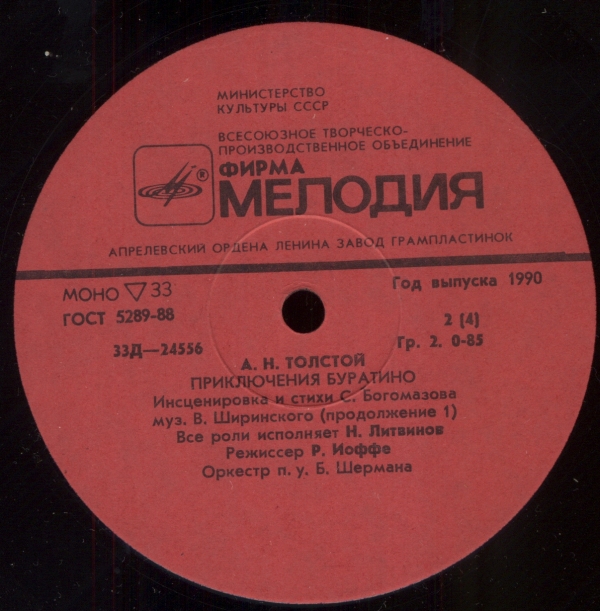 МИНИСТЕРСТВО
КУЛЬТУРЫ СССР
ВСЕСОЮЗНОЕ ТВОРЧЕСКО-
ПРОИЗВОДСТВЕННОЕ ОБЪЕДИНЕНИЕ
®
ФИРМА
МЕЛОДИЯ
АПРЕЛЕВСКИЙ ОРДЕНА ЛЕНИНА ЗАВОД ГРАМПЛАСТИНОК
МОНО ▽ 33
Год выпуска 1990
ГОСТ 5289-88
2 (4)
33Д—24556
Гр. 2. 0-85
А. Н. ТОЛСТОЙ
ПРИКЛЮЧЕНИЯ БУРАТИНО
Инсценировка и стихи С. Богомазова
муз. В. Ширинского (продолжение 1)
Все роли исполняет Н. Литвинов
Режиссер Р. Иоффе
Оркестр п. у. Б. Шермана